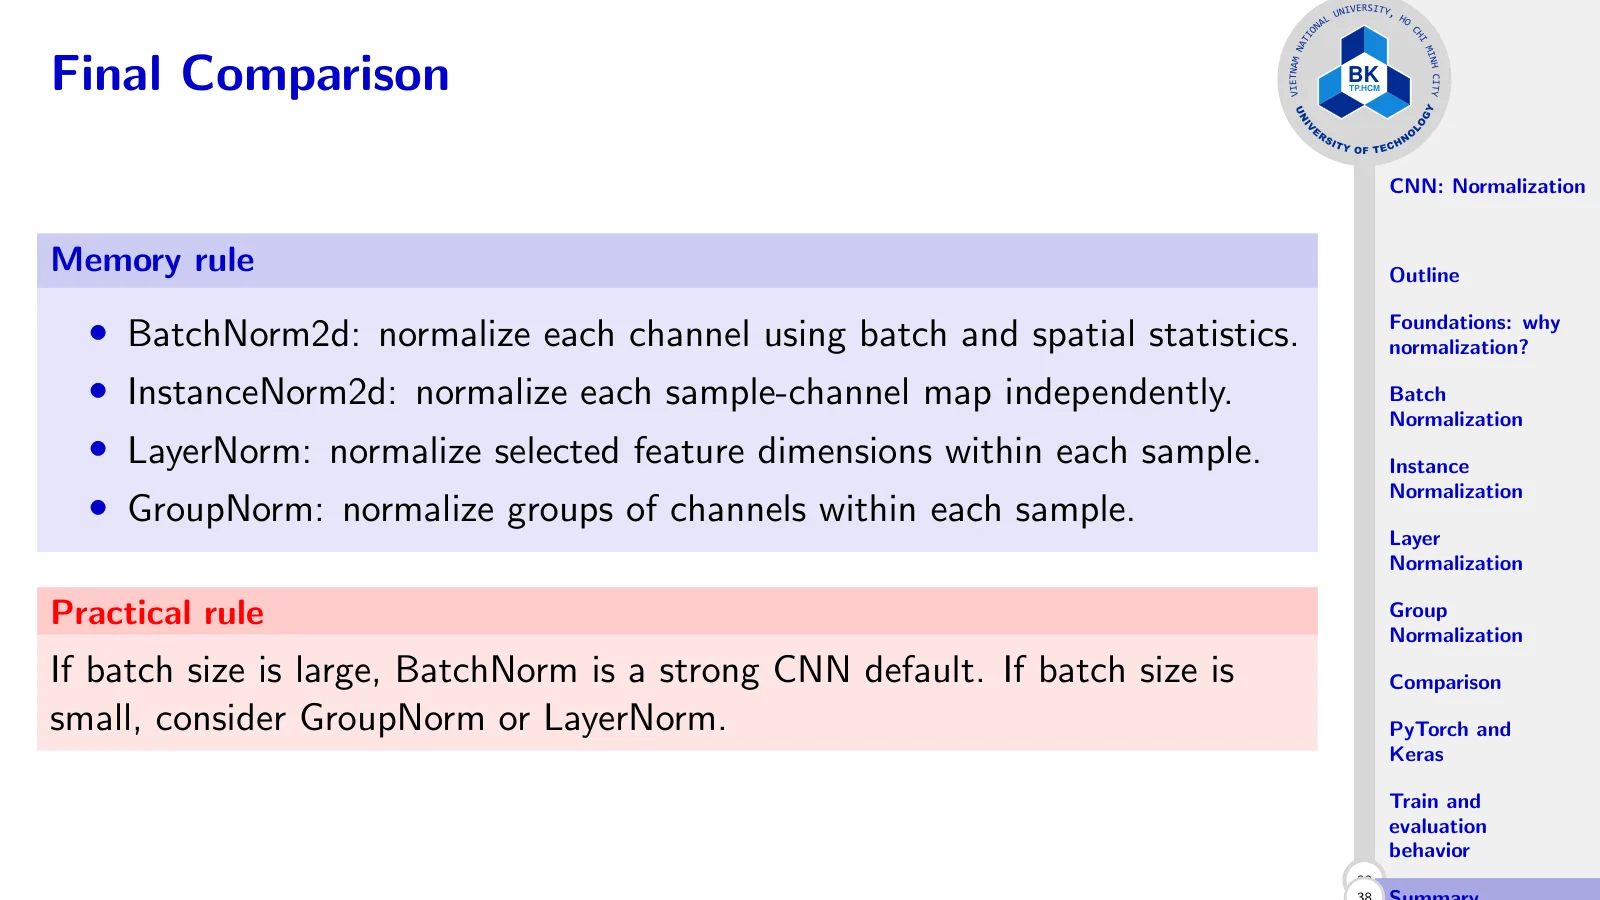 Final Comparison
Memory rule
• BatchNorm2d: normalize each channel using batch and spatial statistics.
• InstanceNorm2d: normalize each sample-channel map independently.
• LayerNorm: normalize selected feature dimensions within each sample.
• GroupNorm: normalize groups of channels within each sample.
Practical rule
If batch size is large, BatchNorm is a strong CNN default. If batch size is
small, consider GroupNorm or LayerNorm.
VIETNAM NATIONAL UNIVERSITY, HO CHI MINH CITY
BK
TP.HCM
UNIVERSITY OF TECHNOLOGY
CNN: Normalization
Outline
Foundations: why
normalization?
Batch
Normalization
Instance
Normalization
Layer
Normalization
Group
Normalization
Comparison
PyTorch and
Keras
Train and
evaluation
behavior
Summary
38